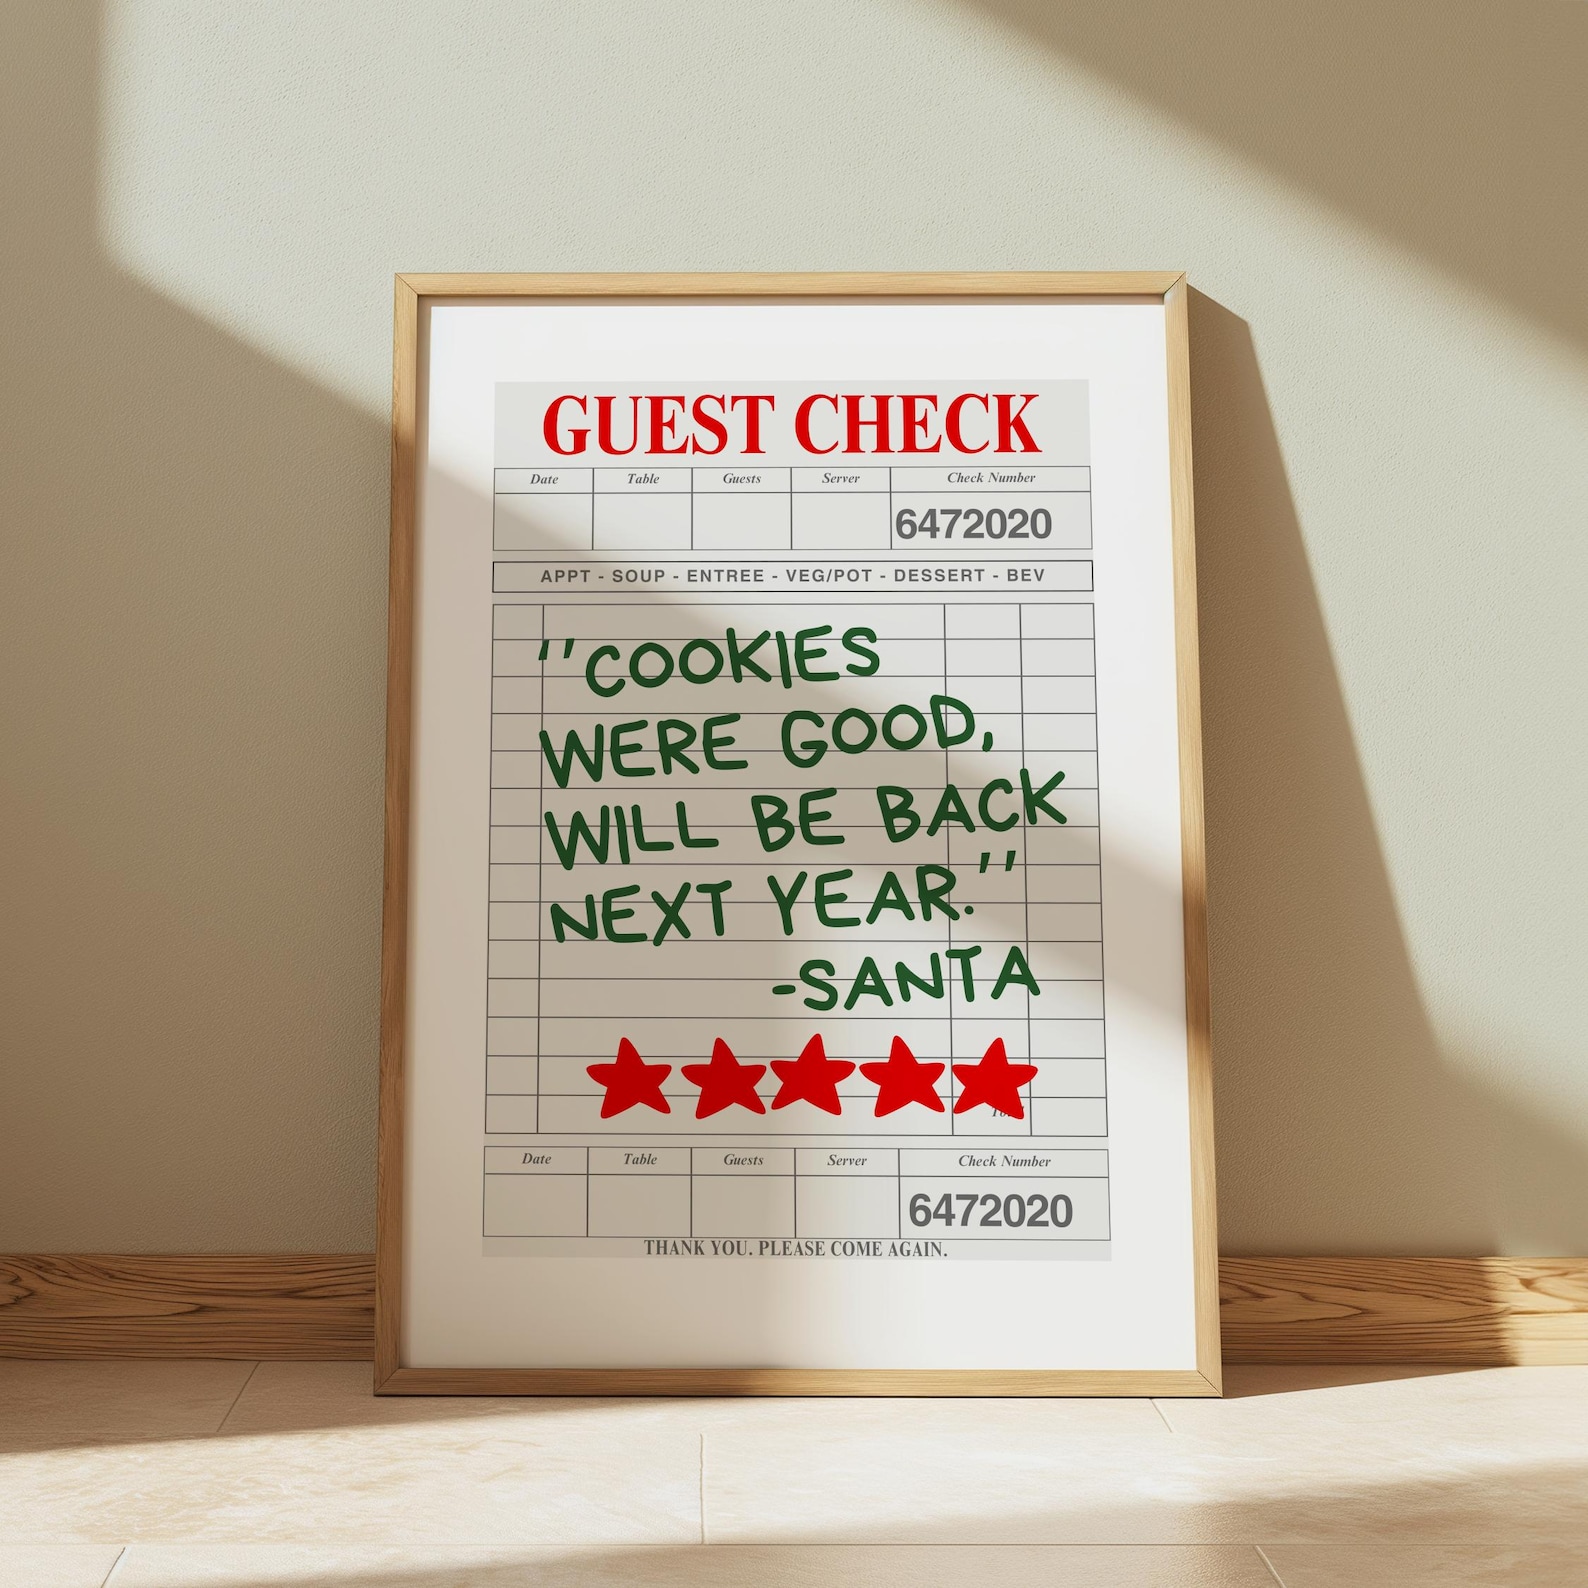 GUEST CHECK
Date Table Guests Server Check Number
6472020
APPT - SOUP - ENTREE - VEG/POT - DESSERT - BEV
"COOKIES
WERE GOOD,
WILL BE BACK
NEXT YEAR."
-SANTA
Date Table Guests Server Check Number
6472020
THANK YOU. PLEASE COME AGAIN.